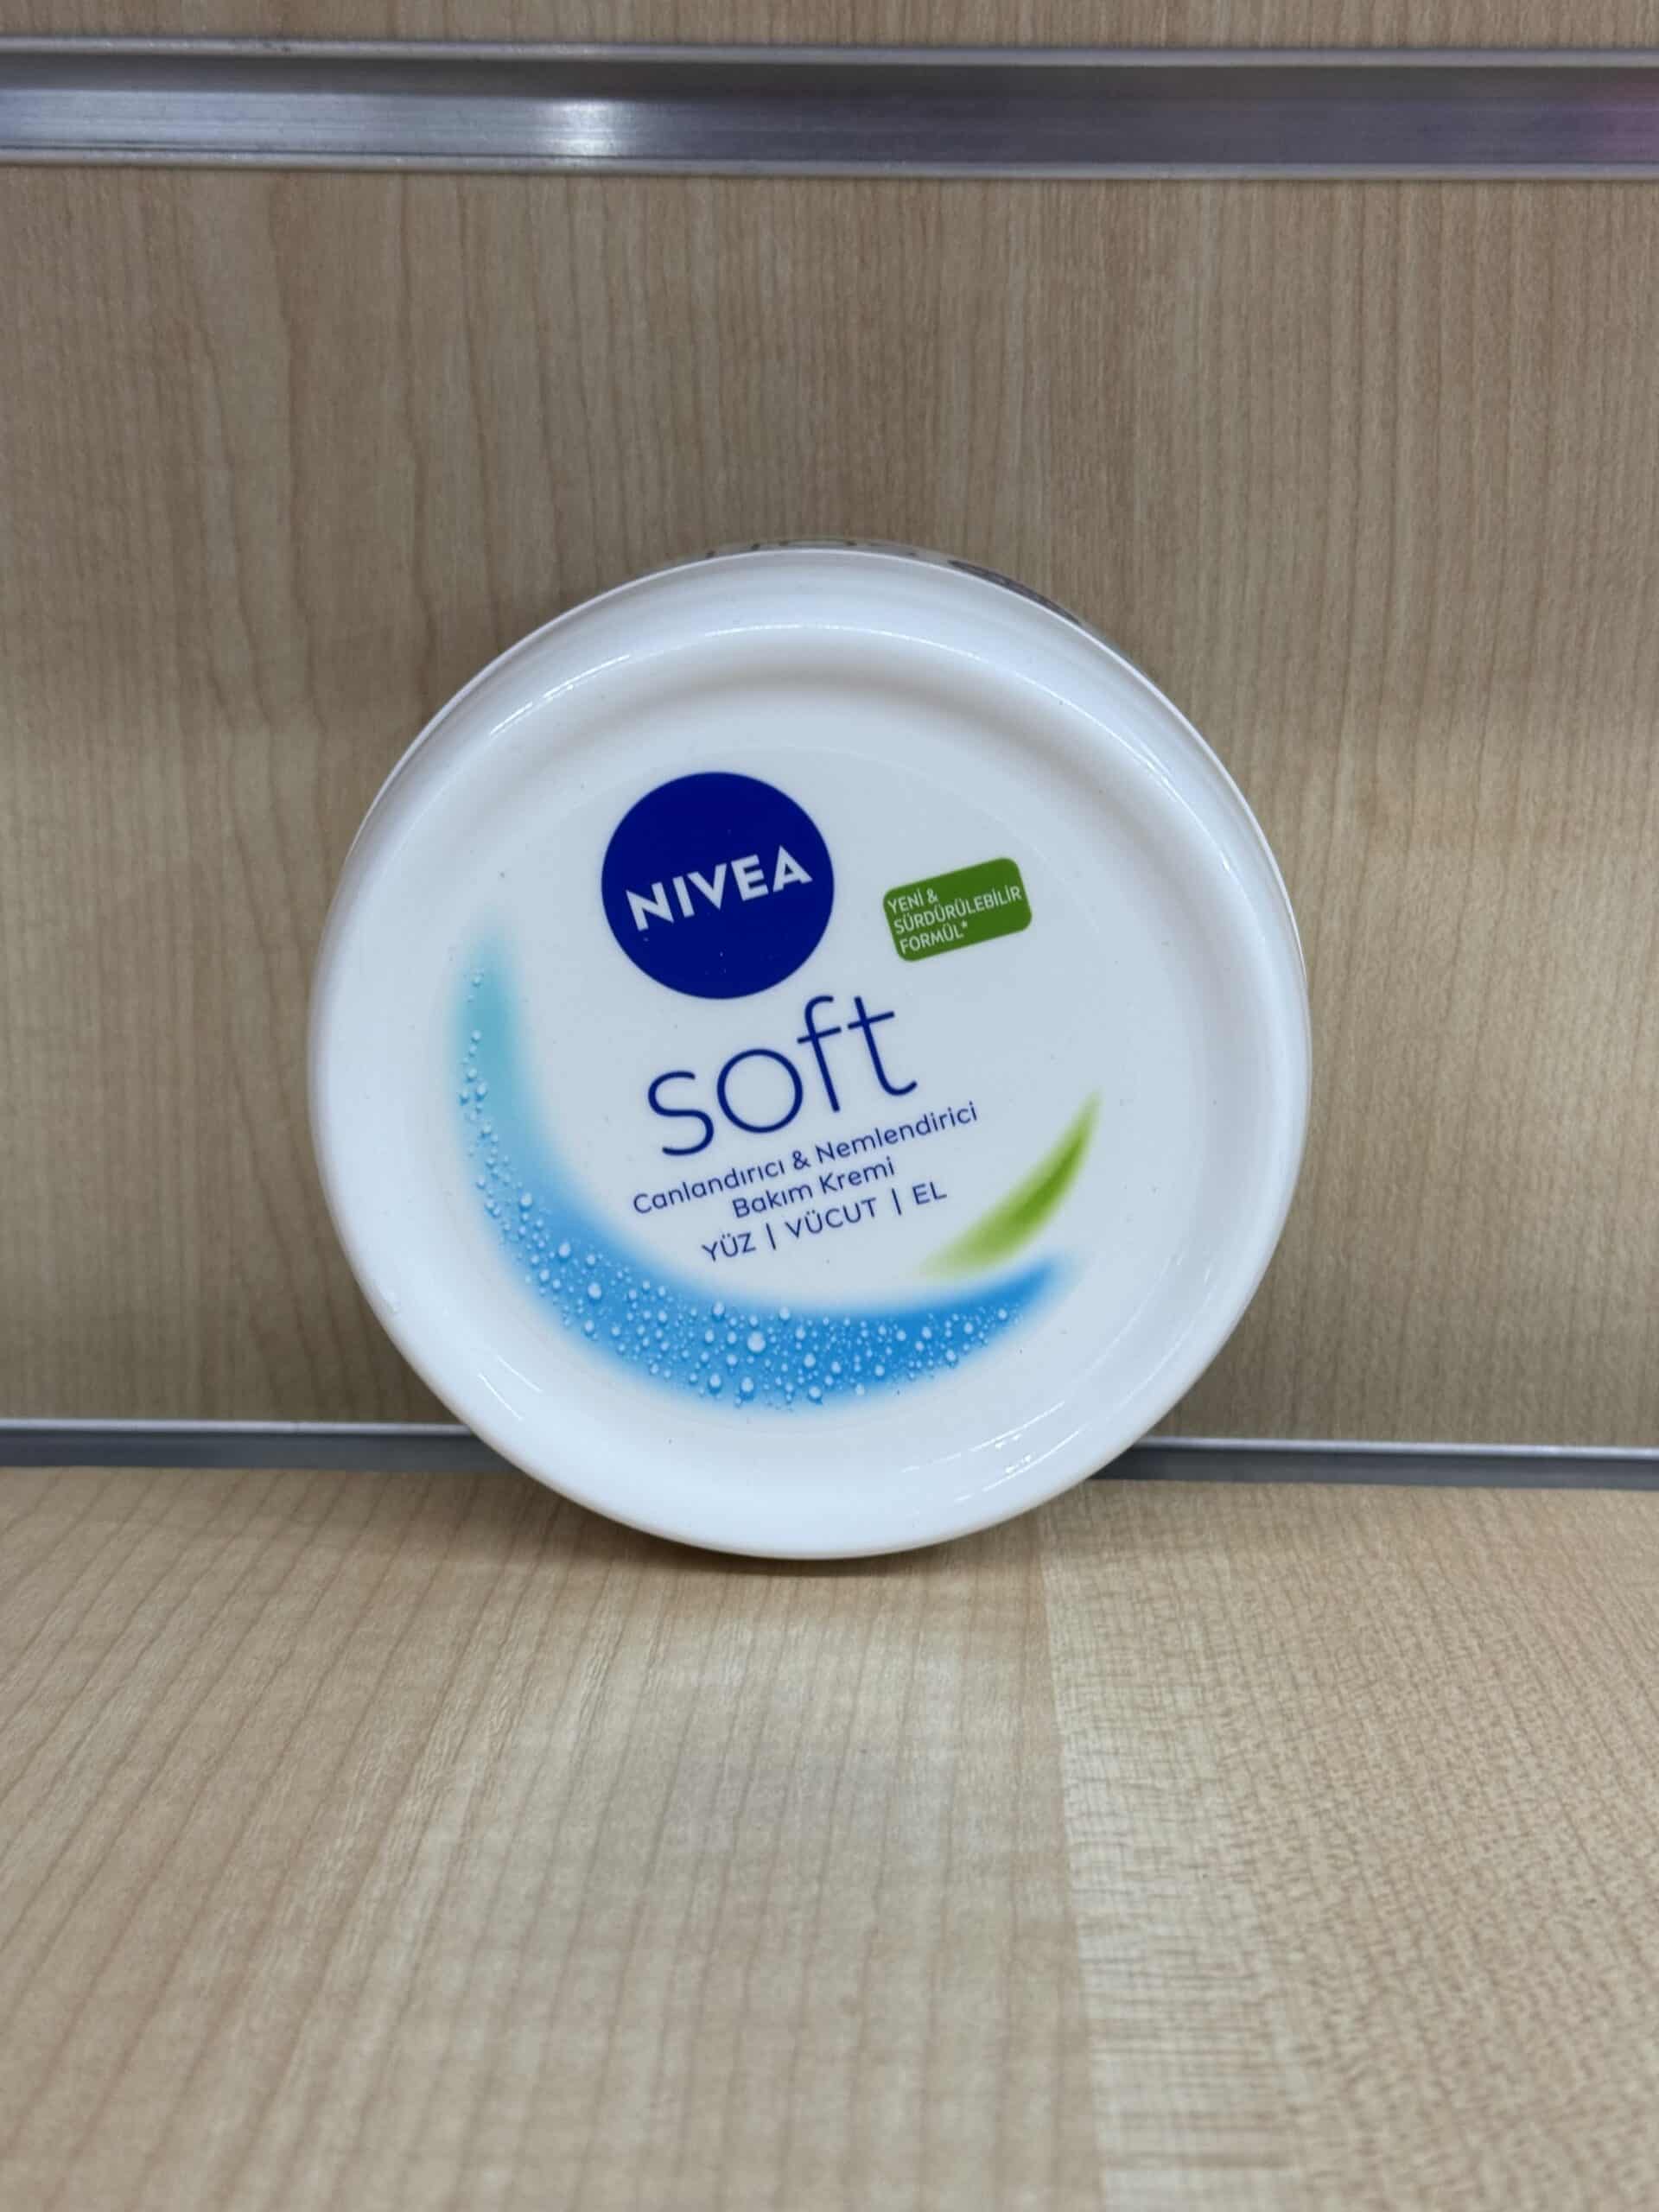 NIVEA
YENİ &
SÜRDÜRÜLEBİLİR
FORMÜL*
soft
Canlandırıcı & Nemlendirici
Bakım Kremi
YÜZ | VÜCUT | EL